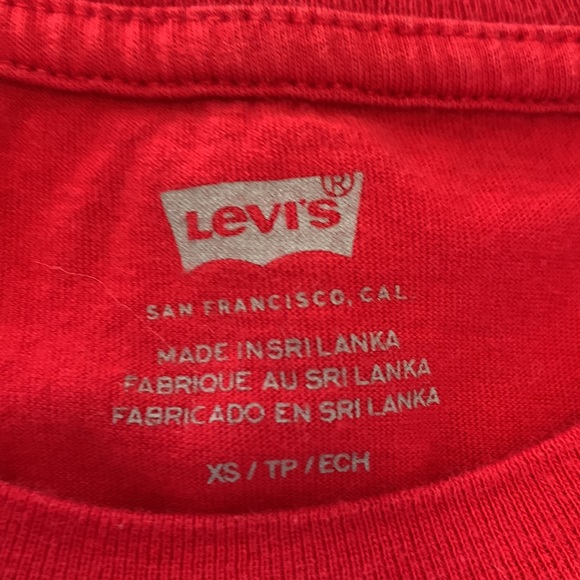 Levi's®
SAN FRANCISCO, CAL
MADE IN SRI LANKA
FABRIQUE AU SRI LANKA
FABRICADO EN SRI LANKA
XS / TP / ECH